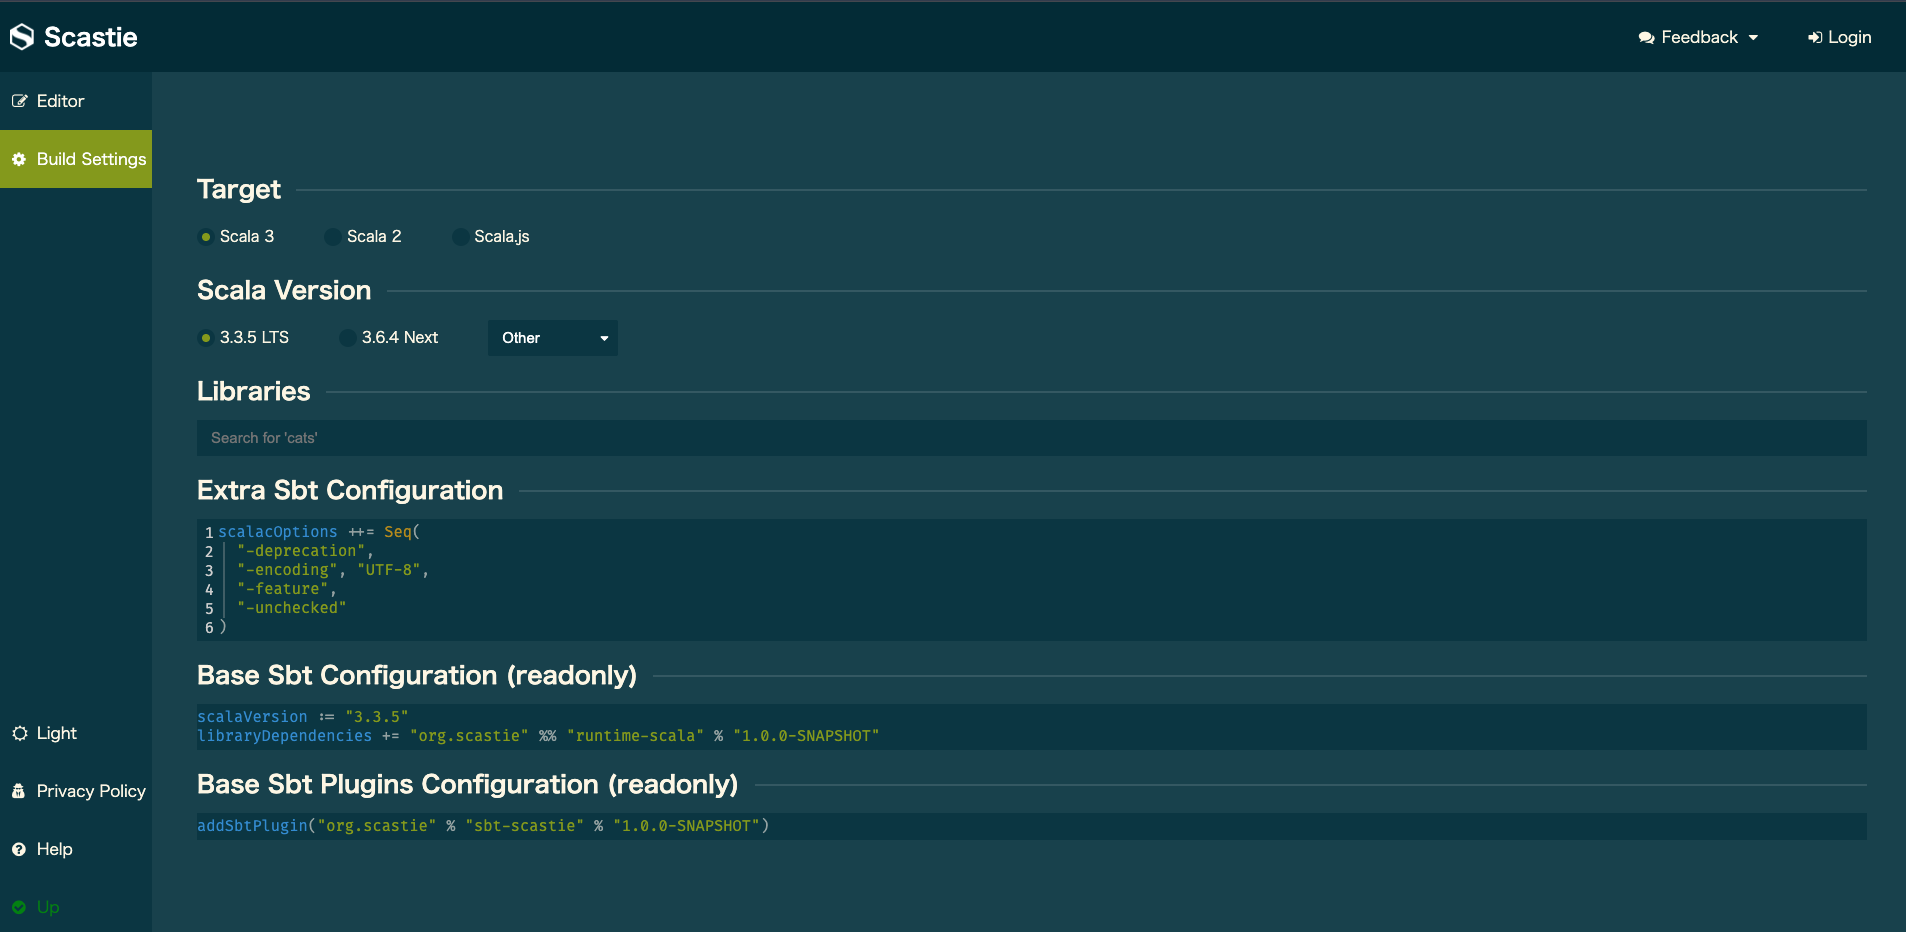 Scastie
Feedback
Login
Editor
Build Settings
Target
Scala 3
Scala 2
Scala.js
Scala Version
3.3.5 LTS
3.6.4 Next
Other
Libraries
Search for 'cats'
Extra Sbt Configuration
1 scalacOptions ++= Seq(
2 "-deprecation",
3 "-encoding", "UTF-8",
4 "-feature",
5 "-unchecked"
6 )
Base Sbt Configuration (readonly)
scalaVersion := "3.3.5"
libraryDependencies += "org.scastie" %% "runtime-scala" % "1.0.0-SNAPSHOT"
Base Sbt Plugins Configuration (readonly)
addSbtPlugin("org.scastie" % "sbt-scastie" % "1.0.0-SNAPSHOT")
Light
Privacy Policy
Help
Up